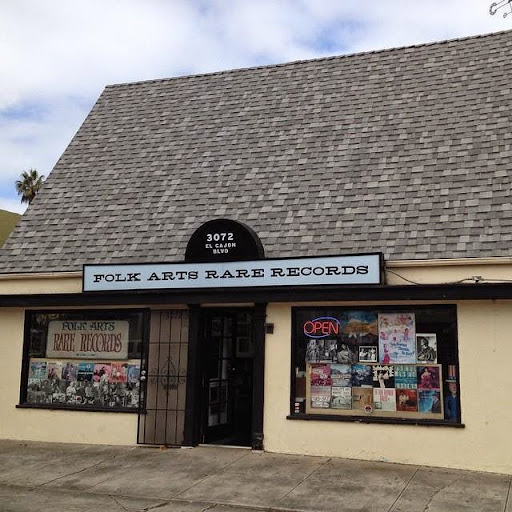 3072
EL CAJON
BLVD
FOLK ARTS RARE RECORDS
FOLK ARTS
RARE RECORDS
OPEN